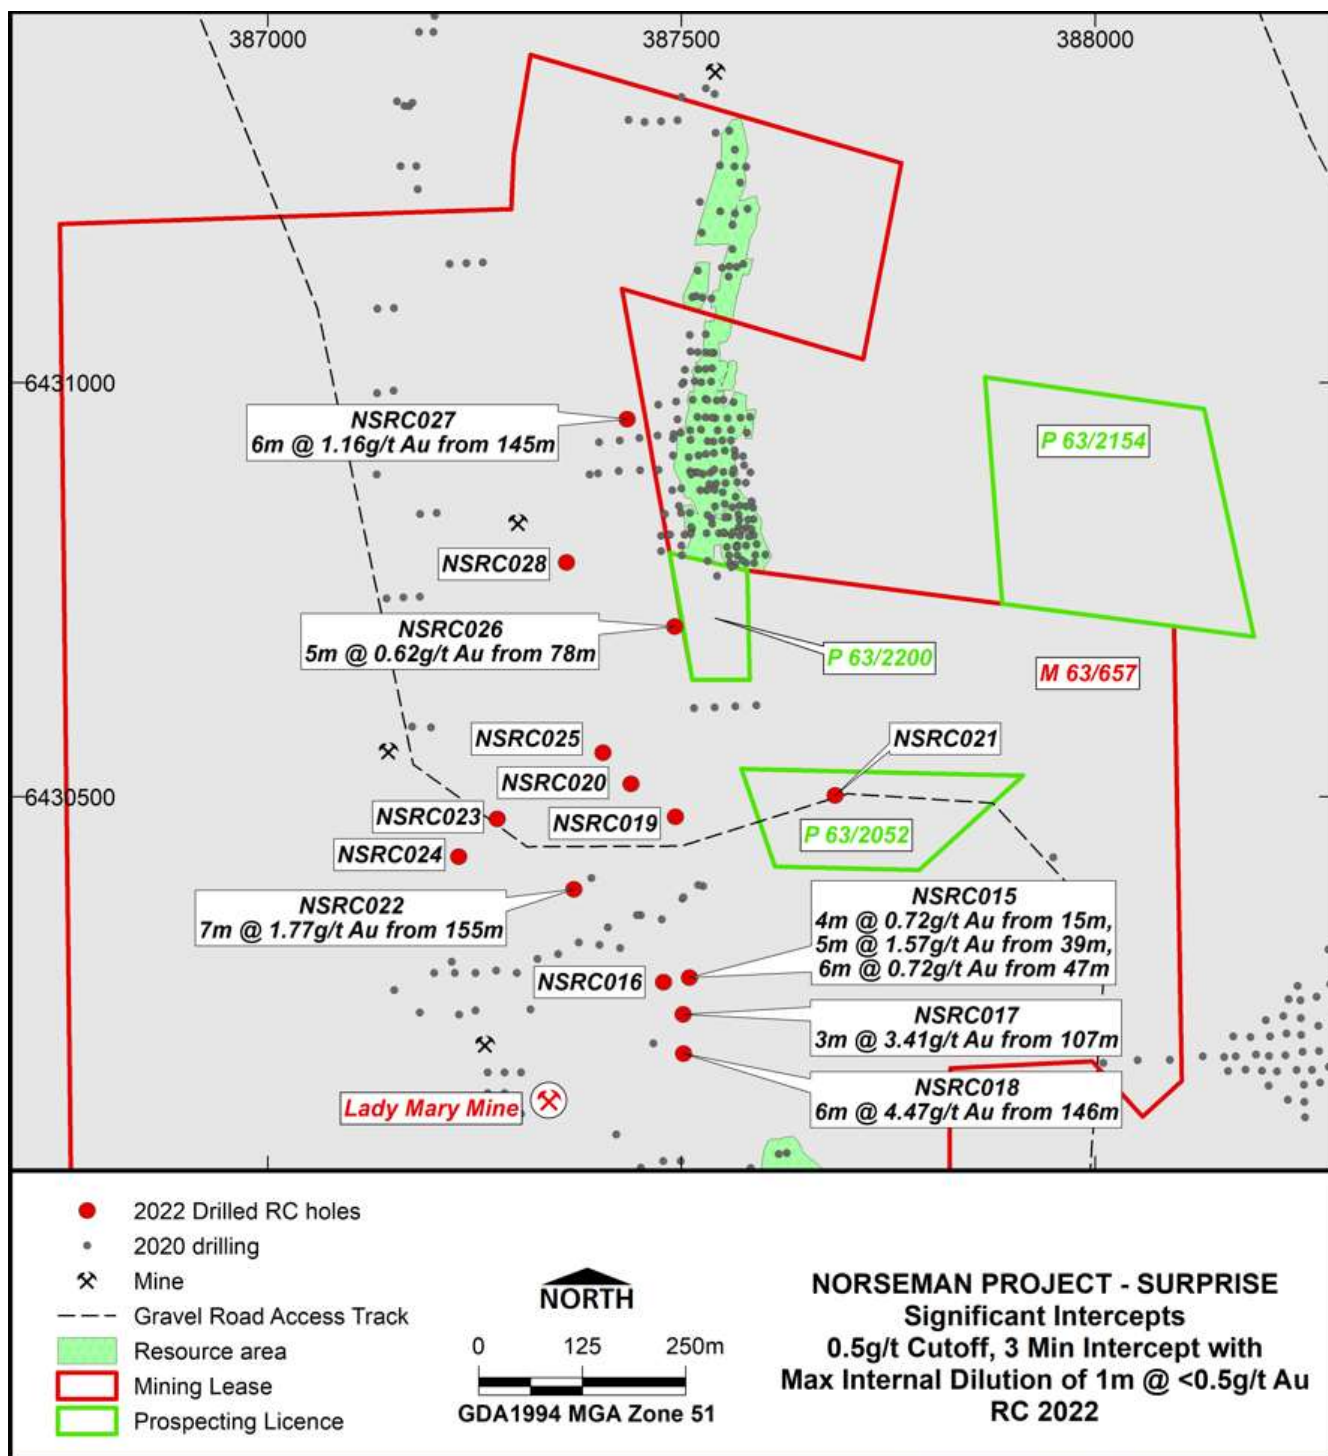 387000
387500
388000
6431000
NSRC027
6m @ 1.16g/t Au from 145m
P 63/2154
NSRC028
NSRC026
5m @ 0.62g/t Au from 78m
P 63/2200
M 63/657
NSRC025
NSRC021
NSRC020
6430500
NSRC023
NSRC019
P 63/2052
NSRC024
NSRC022
7m @ 1.77g/t Au from 155m
NSRC015
4m @ 0.72g/t Au from 15m,
5m @ 1.57g/t Au from 39m,
6m @ 0.72g/t Au from 47m
NSRC016
NSRC017
3m @ 3.41g/t Au from 107m
NSRC018
6m @ 4.47g/t Au from 146m
Lady Mary Mine
2022 Drilled RC holes
2020 drilling
Mine
Gravel Road Access Track
Resource area
Mining Lease
Prospecting Licence
NORTH
0 125 250m
GDA1994 MGA Zone 51
NORSEMAN PROJECT - SURPRISE
Significant Intercepts
0.5g/t Cutoff, 3 Min Intercept with
Max Internal Dilution of 1m @ <0.5g/t Au
RC 2022